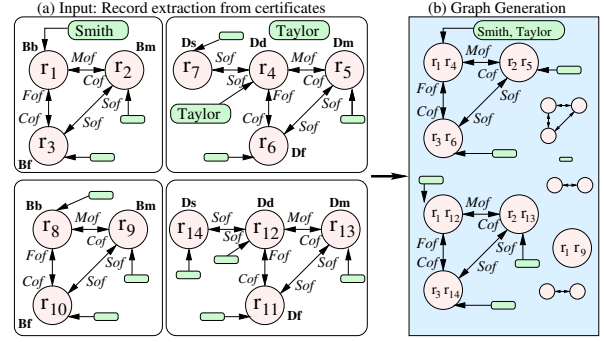 (a) Input: Record extraction from certificates
(b) Graph Generation
Smith
Bb
Bm
Mof
r1
r2
Cof
Fof
Cof
Sof
r3
Bf
Taylor
Ds
Dd
Dm
Sof
Mof
r7
r4
r5
Sof
Cof
Taylor
Fof
Cof
Sof
r6
Df
Bb
Bm
r8
Mof
r9
Cof
Fof
Cof
Sof
r10
Bf
Ds
Dd
Dm
Sof
Mof
r14
r12
r13
Sof
Cof
Fof
Cof
Sof
r11
Df
Smith, Taylor
r1 r4
Mof
r2 r5
Cof
Fof
Cof
Sof
r3 r6
r1 r12
Mof
r2 r13
Cof
Fof
Cof
Sof
r1 r9
r3 r14